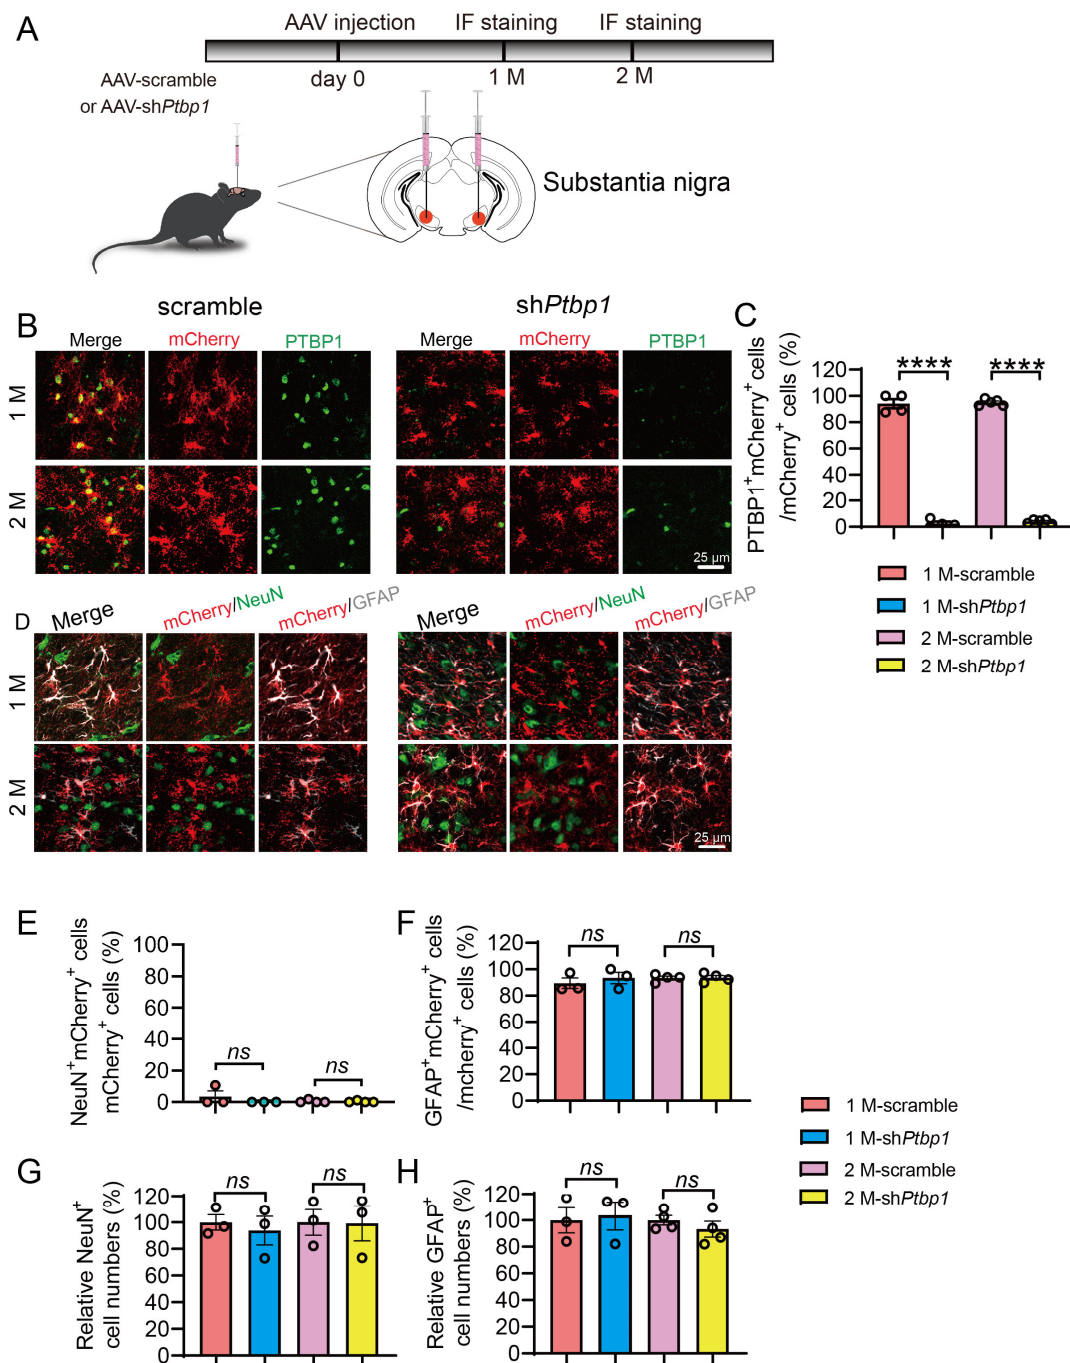 A
AAV injection IF staining IF staining
day 0 1 M 2 M
AAV-scramble
or AAV-shPtbp1
Substantia nigra
B
scramble shPtbp1
Merge mCherry PTBP1 Merge mCherry PTBP1
1 M
2 M
25 μm
C
PTBP1+mCherry+cells
/mCherry+ cells (%)
120
100
80
60
40
20
0
**** ****
1 M-scramble
1 M-shPtbp1
2 M-scramble
2 M-shPtbp1
D
Merge mCherry/NeuN mCherry/GFAP Merge mCherry/NeuN mCherry/GFAP
1 M
2 M
25 μm
E
NeuN+mCherry+ cells
mCherry+ cells (%)
100
80
60
40
20
0
ns ns
F
GFAP+mCherry+ cells
/mcherry+ cells (%)
120
100
80
60
40
20
0
ns ns
1 M-scramble
1 M-shPtbp1
2 M-scramble
2 M-shPtbp1
G
Relative NeuN+
cell numbers (%)
120
100
80
60
40
20
0
ns ns
H
Relative GFAP+
cell numbers (%)
120
100
80
60
40
20
0
ns ns